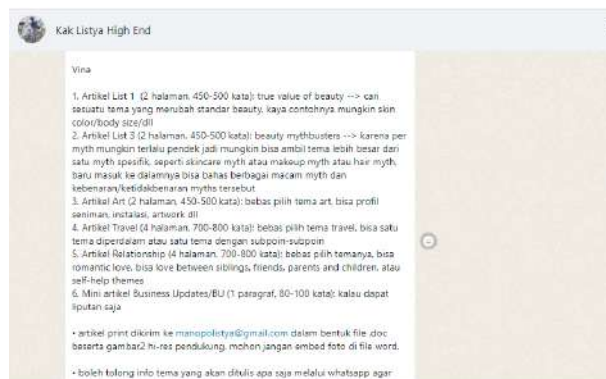 Kak Listya High End
Vina
1. Artikel List 1 (2 halaman, 450-500 kata): true value of beauty --> cari
sesuatu tema yang merubah standar beauty, kaya contohnya mungkin skin
color/body size/dll
2. Artikel List 3 (2 halaman, 450-500 kata): beauty mythbusters --> karena per
myth mungkin terlalu pendek jadi mungkin bisa ambil tema lebih besar dari
satu myth spesifik, seperti skincare myth atau makeup myth atau hair myth,
baru masuk ke dalamnya bisa bahas berbagai macam myth dan
kebenaran/ketidakbenaran myths tersebut
3. Artikel Art (2 halaman, 450-500 kata): bebas pilih tema art, bisa profil
seniman, instalasi, artwork dll
4. Artikel Travel (4 halaman, 700-800 kata): bebas pilih tema travel, bisa satu
tema diperdalam atau satu tema dengan subpoin-subpoin
5. Artikel Relationship (4 halaman, 700-800 kata): bebas pilih temanya, bisa
romantic love, bisa love between siblings, friends, parents and children, atau
self-help themes
6. Mini artikel Business Updates/BU (1 paragraf, 80-100 kata): kalau dapat
liputan saja
• artikel print dikirim ke manopolistya@gmail.com dalam bentuk file .doc
beserta gambar2 hi-res pendukung, mohon jangan embed foto di file word.
• boleh tolong info tema yang akan ditulis apa saja melalui whatsapp agar